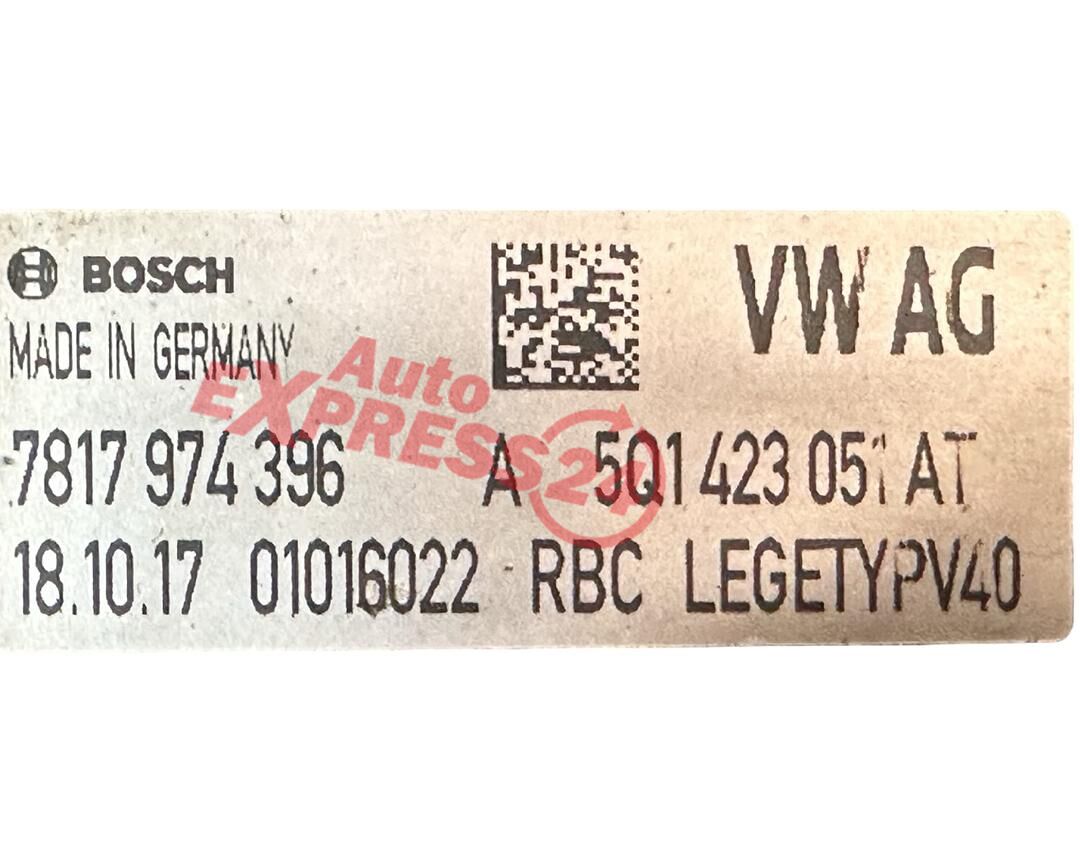 BOSCH
VW AG
MADE IN GERMANY
Auto
EXPRESS24
7817 974 396 A 5Q1 423 051 AT
18.10.17 01016022 RBC LEGETYPV40